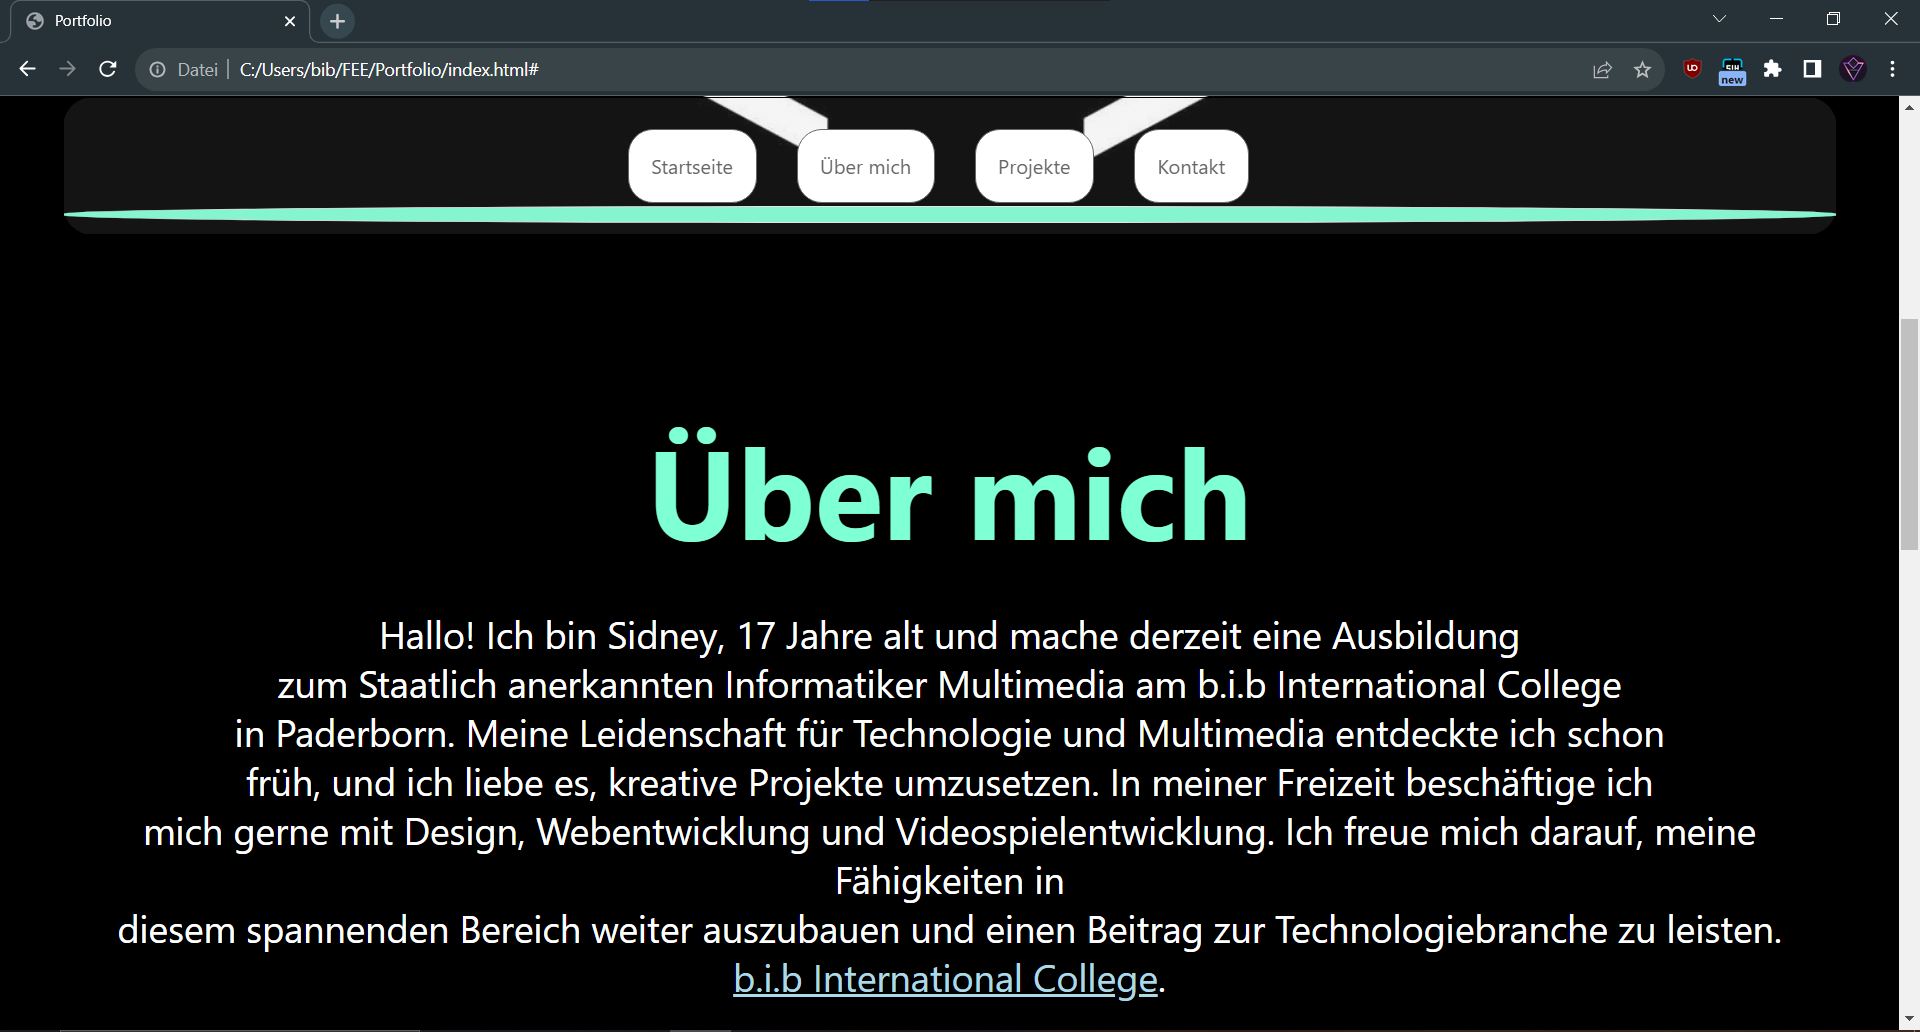 Portfolio
Datei
C:/Users/bib/FEE/Portfolio/index.html#
new
Startseite
Über mich
Projekte
Kontakt
Über mich
Hallo! Ich bin Sidney, 17 Jahre alt und mache derzeit eine Ausbildung
zum Staatlich anerkannten Informatiker Multimedia am b.i.b International College
in Paderborn. Meine Leidenschaft für Technologie und Multimedia entdeckte ich schon
früh, und ich liebe es, kreative Projekte umzusetzen. In meiner Freizeit beschäftige ich
mich gerne mit Design, Webentwicklung und Videospielentwicklung. Ich freue mich darauf, meine
Fähigkeiten in
diesem spannenden Bereich weiter auszubauen und einen Beitrag zur Technologiebranche zu leisten.
b.i.b International College.